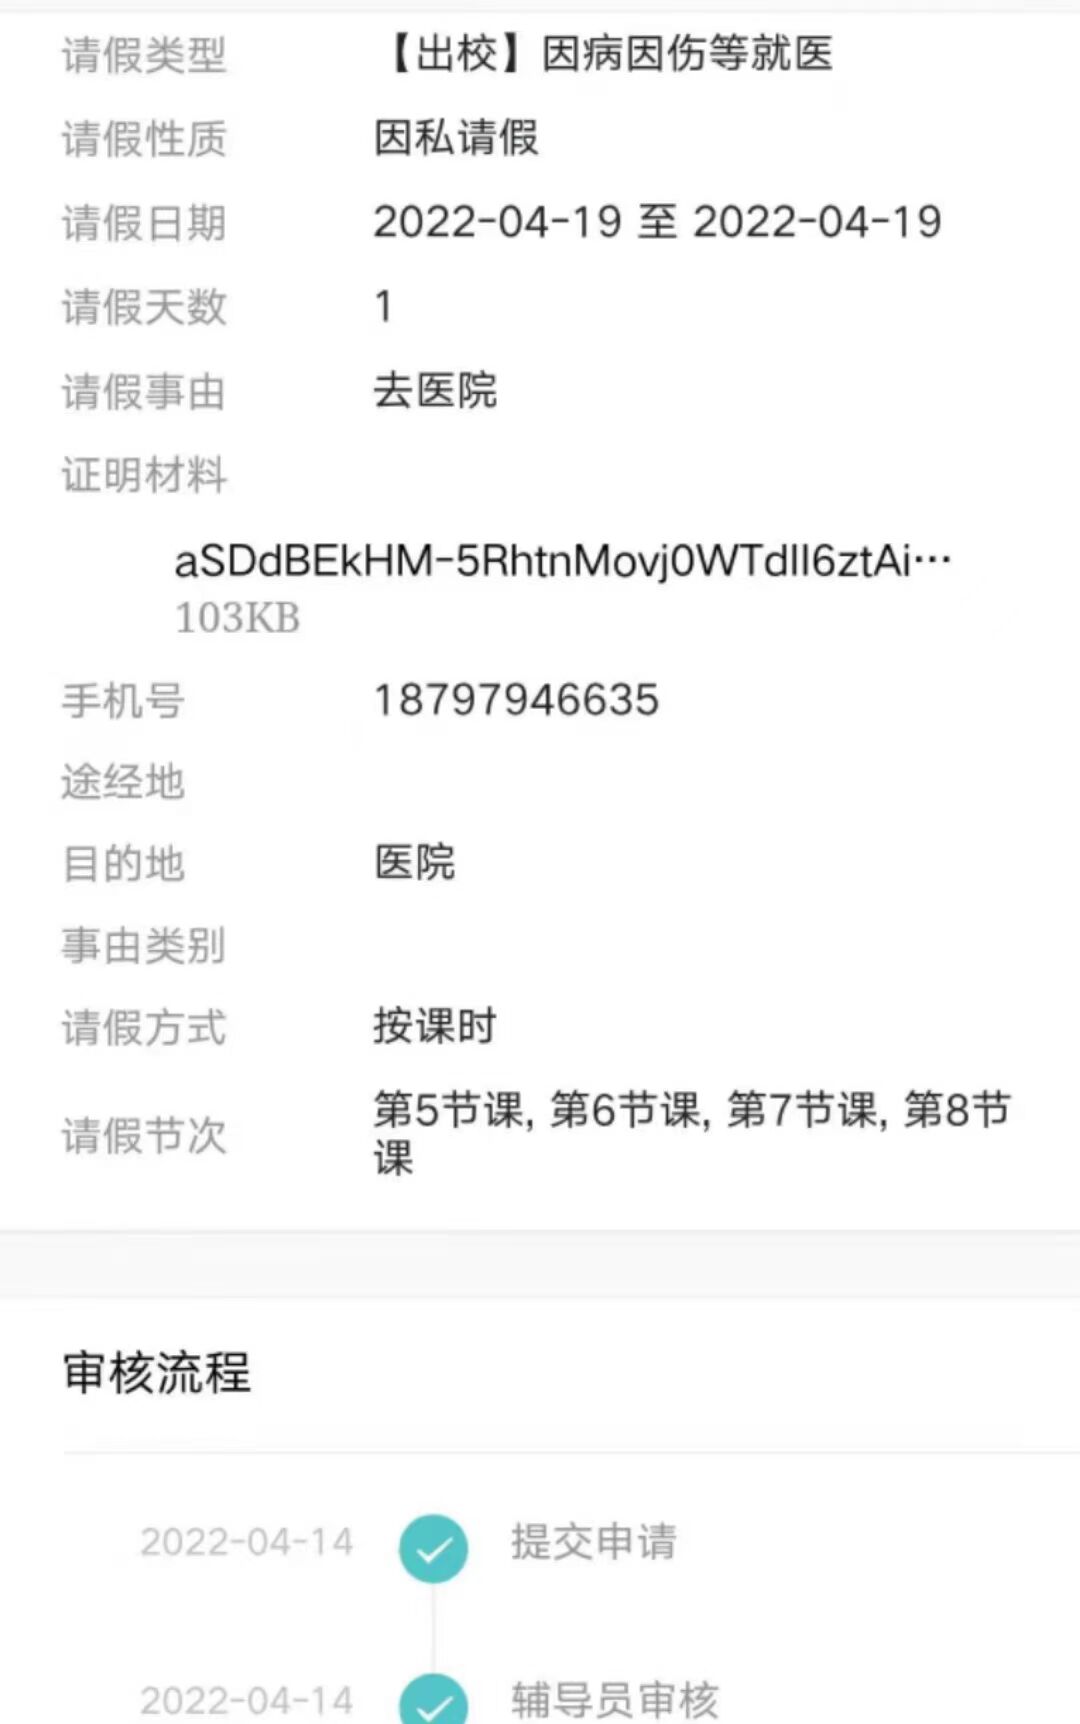 请假类型 【出校】因病因伤等就医
请假性质 因私请假
请假日期 2022-04-19 至 2022-04-19
请假天数 1
请假事由 去医院
证明材料
aSDdBEkHM-5RhtnMovj0WTdll6ztAi…
103KB
手机号 18797946635
途经地
目的地 医院
事由类别
请假方式 按课时
请假节次 第5节课, 第6节课, 第7节课, 第8节
课
审核流程
2022-04-14 提交申请
2022-04-14 辅导员审核